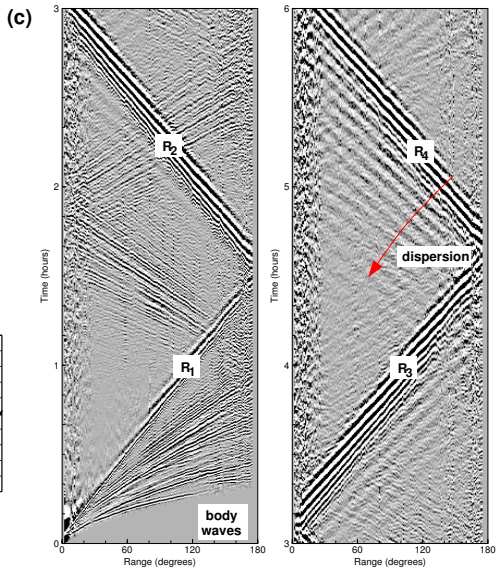 (c)
3
2
1
0
Time (hours)
R2
R1
body
waves
0 60 120 180
Range (degrees)
6
5
4
3
Time (hours)
R4
dispersion
R3
0 60 120 180
Range (degrees)